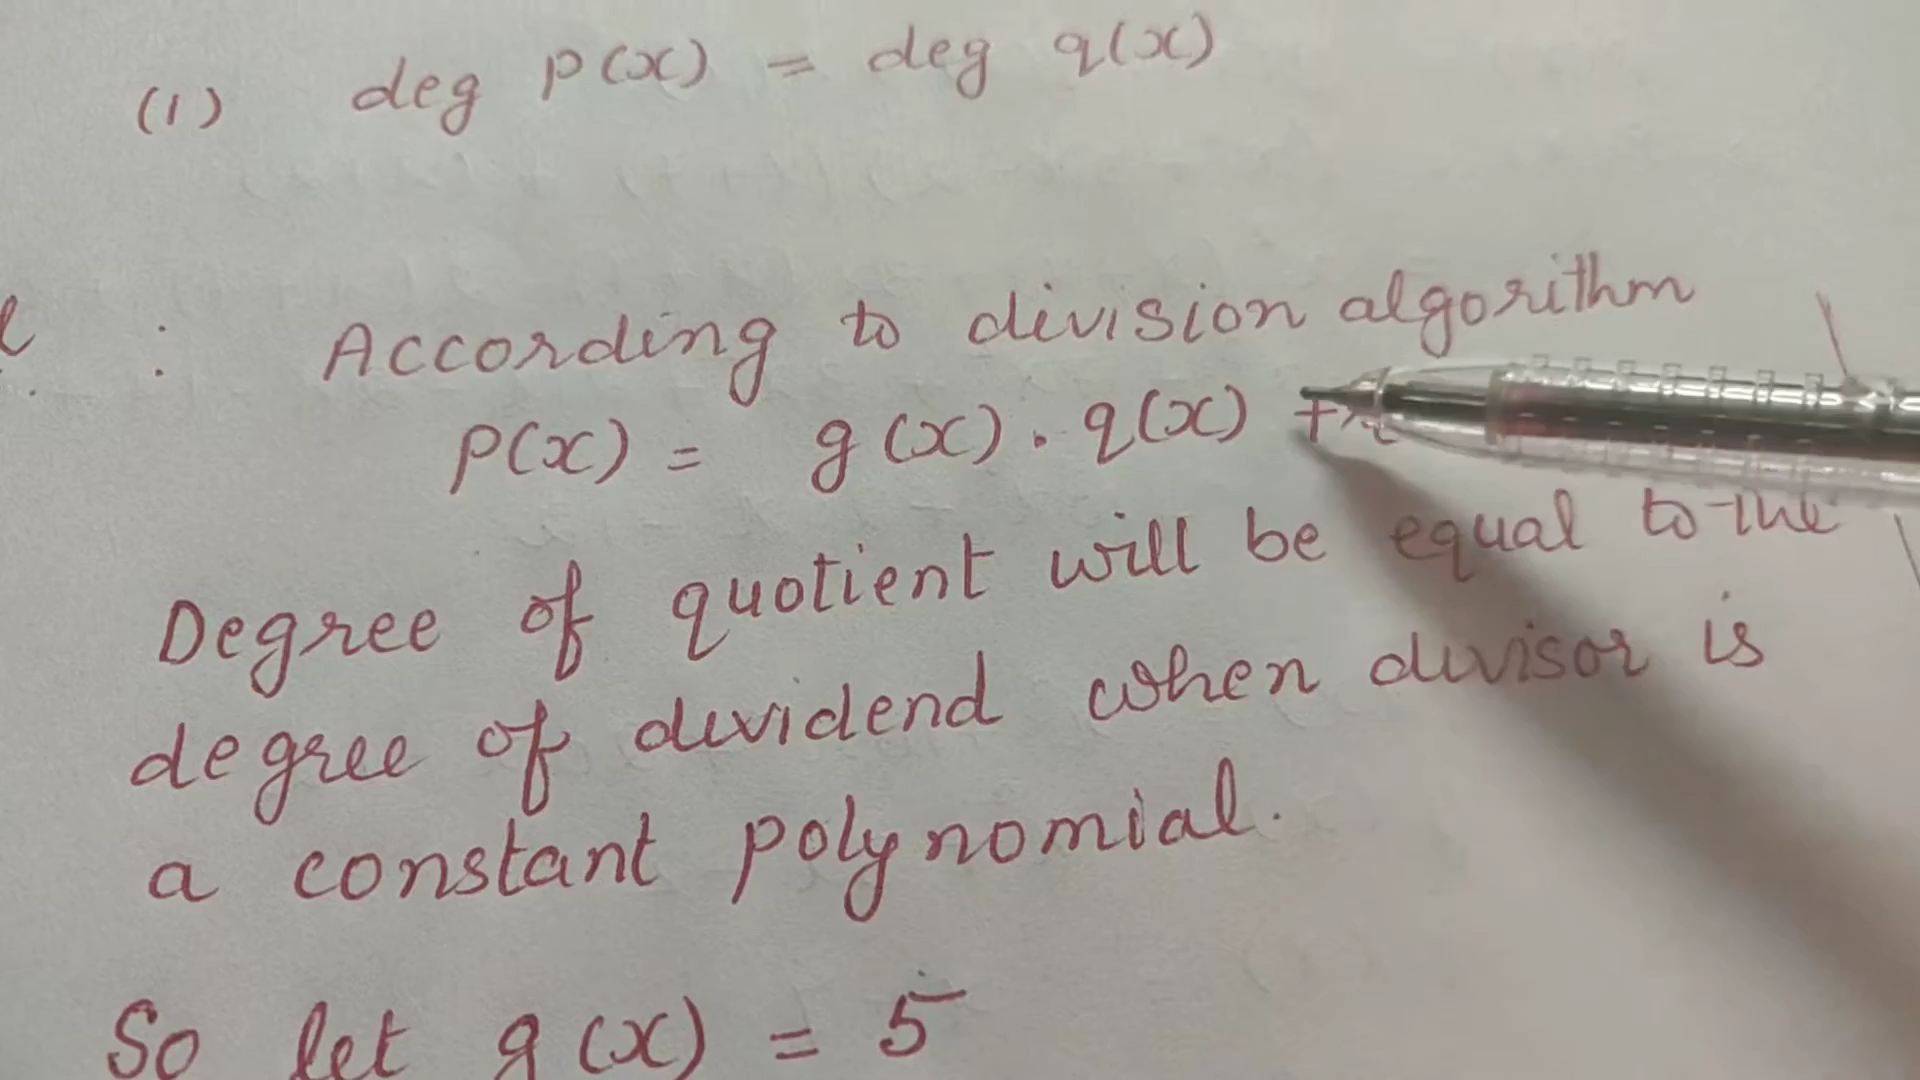 (1) deg p(x) = deg q(x)
: According to division algorithm
p(x) = g(x) . q(x) +
Degree of quotient will be equal to the
degree of dividend when divisor is
a constant polynomial.
So let g(x) = 5